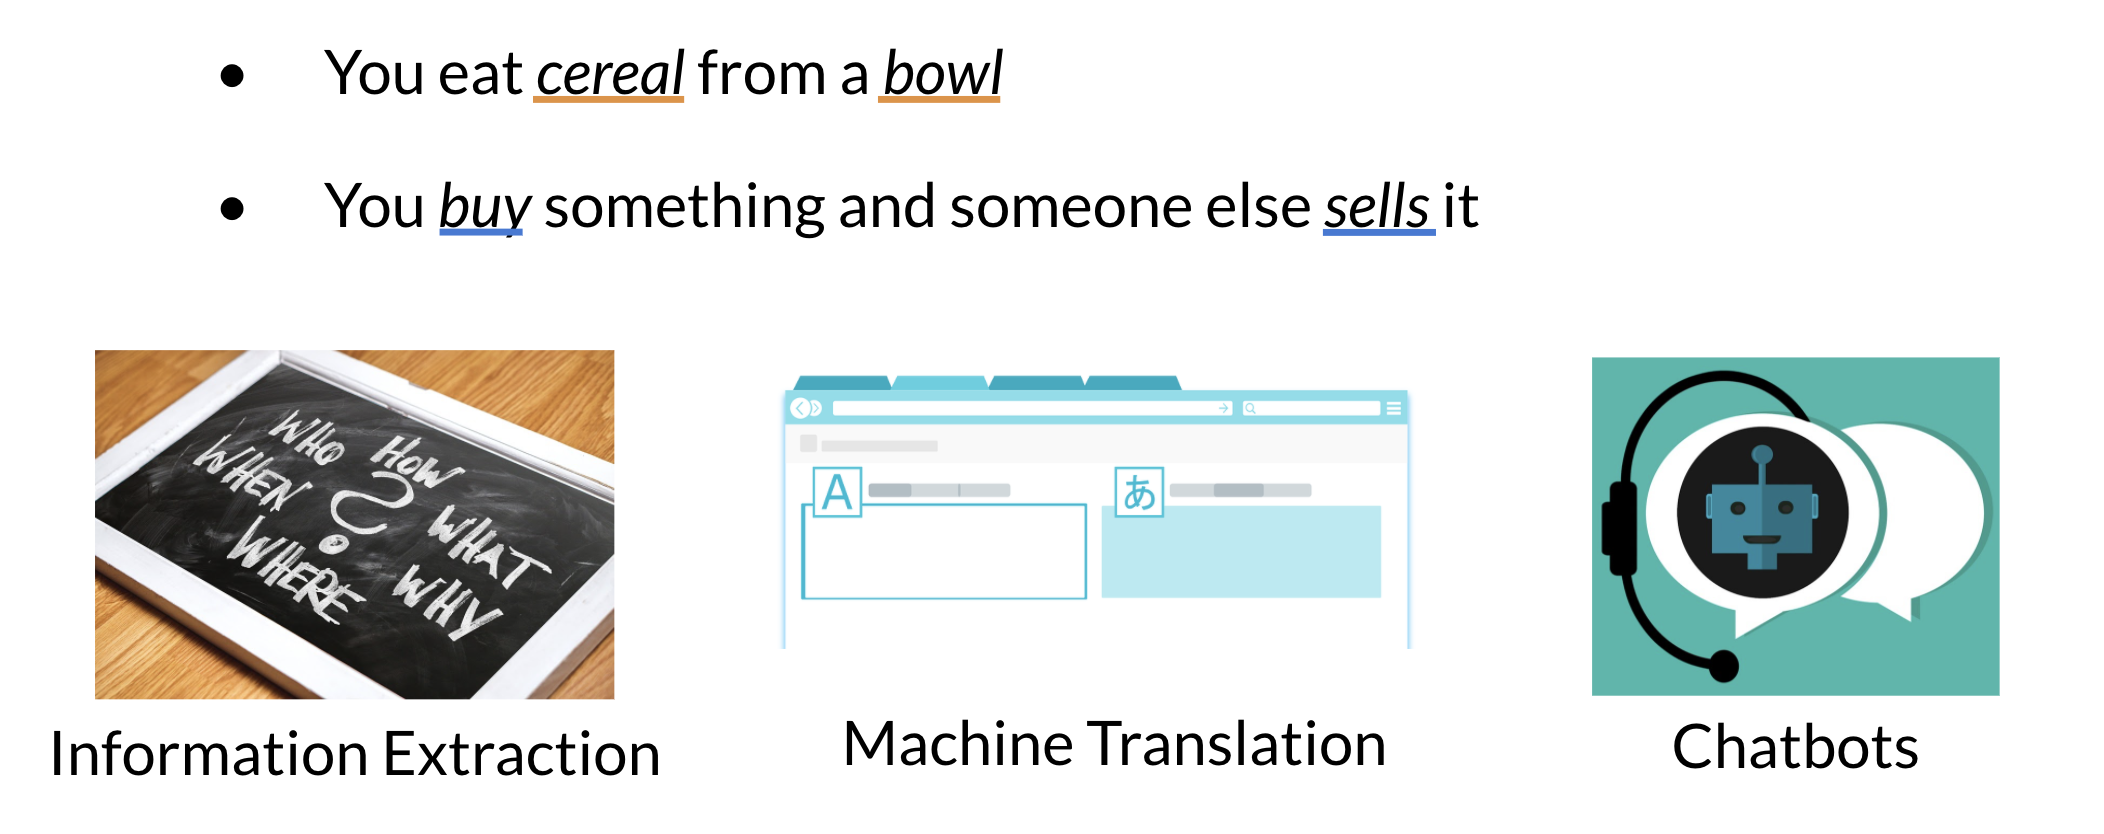 • You eat cereal from a bowl
• You buy something and someone else sells it
WHO HOW
WHEN ? WHAT
WHERE WHY
A あ
Information Extraction
Machine Translation
Chatbots